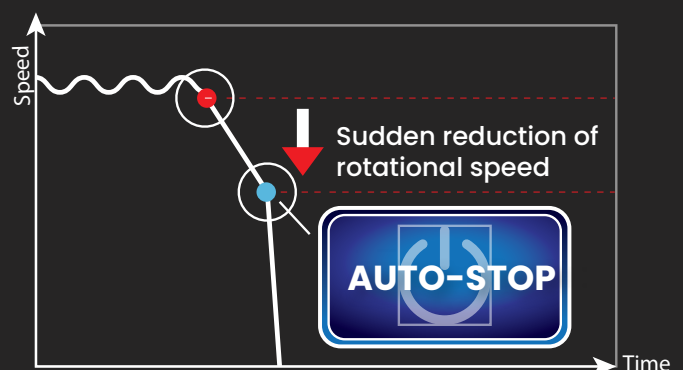 Speed
Sudden reduction of
rotational speed
AUTO-STOP
Time